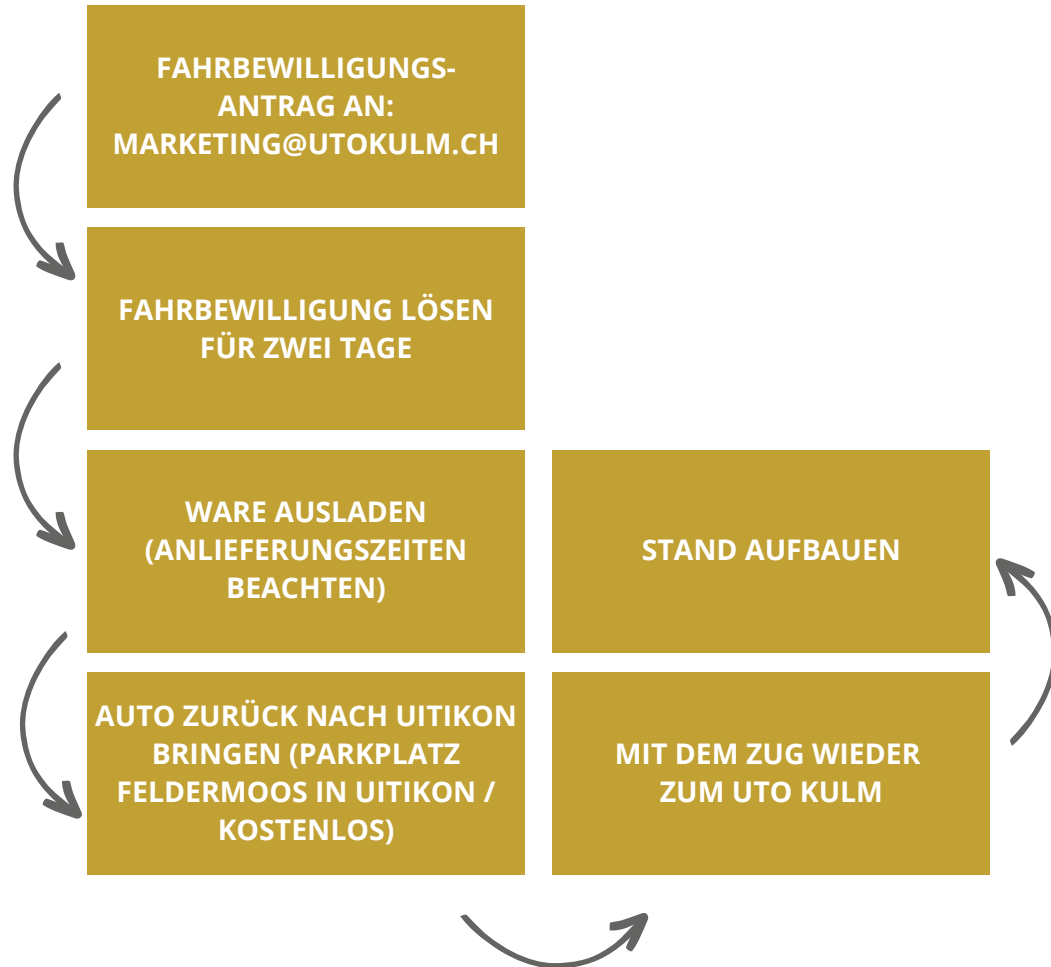 FAHRBEWILLIGUNGS-
ANTRAG AN:
MARKETING@UTOKULM.CH
FAHRBEWILLIGUNG LÖSEN
FÜR ZWEI TAGE
WARE AUSLADEN
(ANLIEFERUNGSZEITEN
BEACHTEN)
AUTO ZURÜCK NACH UITIKON
BRINGEN (PARKPLATZ
FELDERMOOS IN UITIKON /
KOSTENLOS)
MIT DEM ZUG WIEDER
ZUM UTO KULM
STAND AUFBAUEN